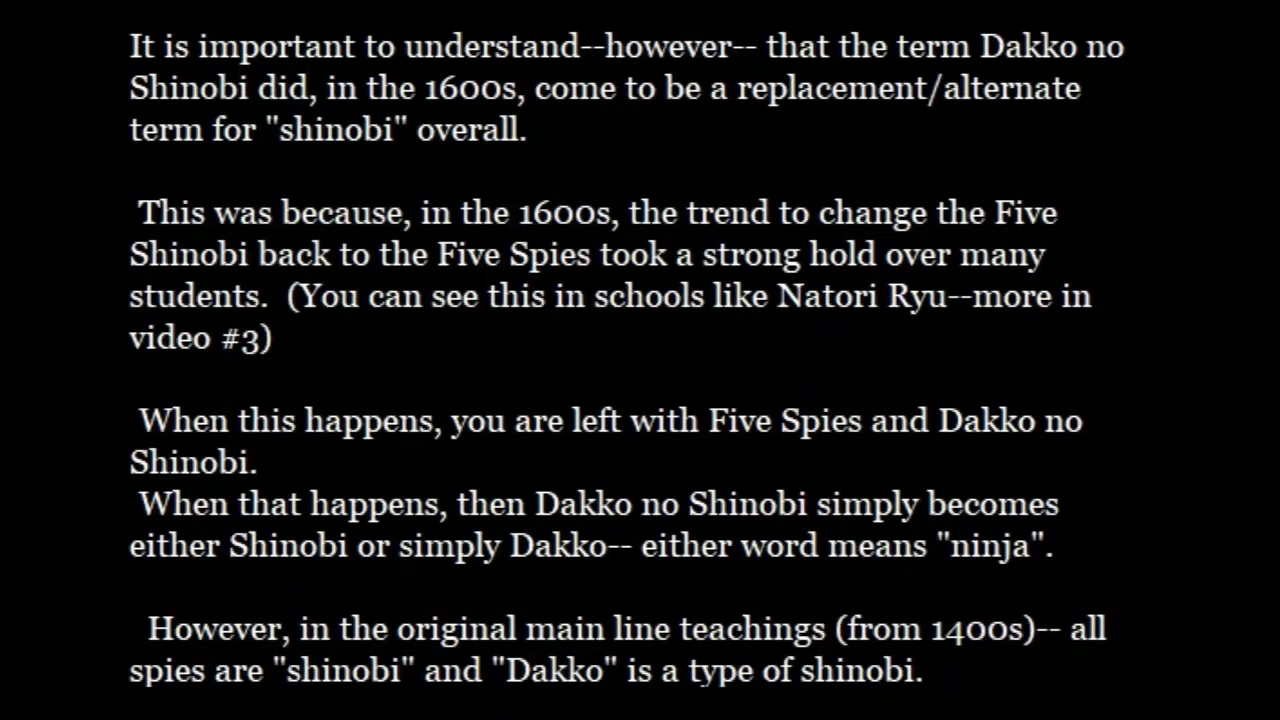 It is important to understand--however-- that the term Dakko no
Shinobi did, in the 1600s, come to be a replacement/alternate
term for "shinobi" overall.
This was because, in the 1600s, the trend to change the Five
Shinobi back to the Five Spies took a strong hold over many
students.  (You can see this in schools like Natori Ryu--more in
video #3)
When this happens, you are left with Five Spies and Dakko no
Shinobi.
When that happens, then Dakko no Shinobi simply becomes
either Shinobi or simply Dakko-- either word means "ninja".
However, in the original main line teachings (from 1400s)-- all
spies are "shinobi" and "Dakko" is a type of shinobi.